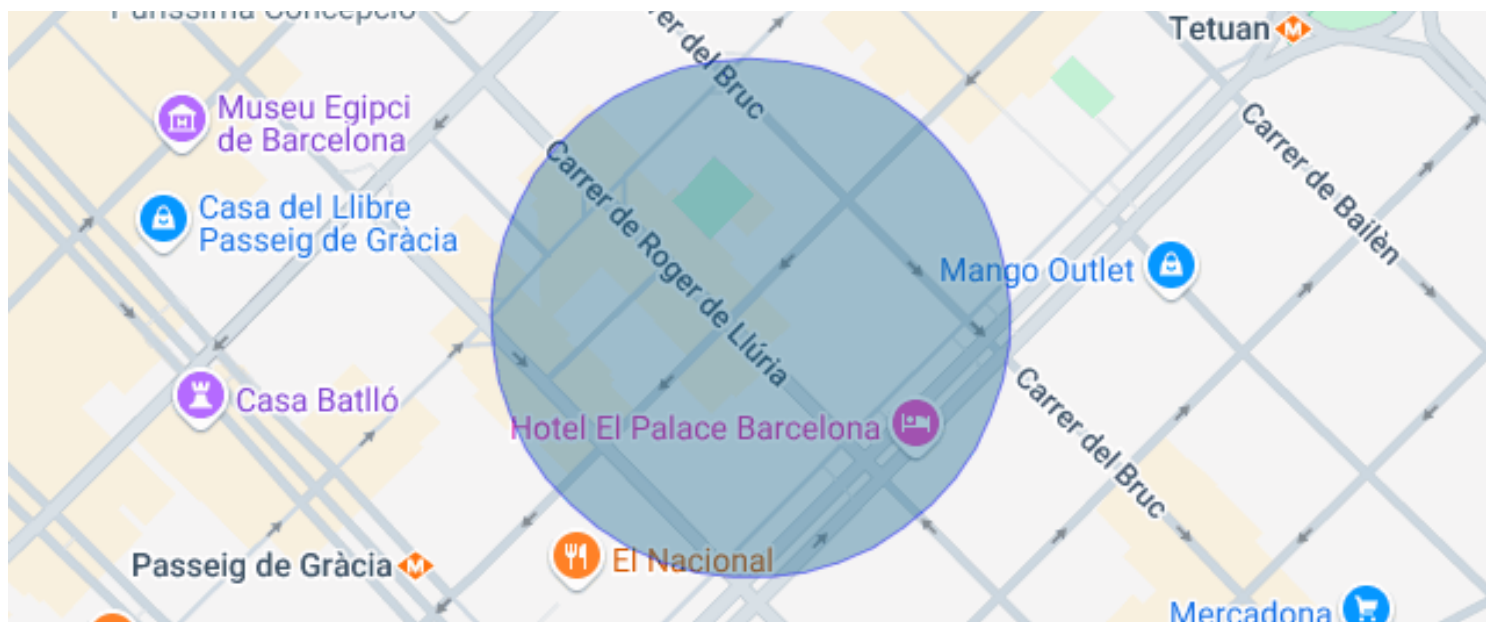 Puríssima Concepció
Carrer del Bruc
Tetuan
Museu Egipci
de Barcelona
Carrer de Bailèn
Carrer de Roger de Llúria
Casa del Llibre
Passeig de Gràcia
Mango Outlet
Casa Batlló
Hotel El Palace Barcelona
Carrer del Bruc
El Nacional
Passeig de Gràcia
Mercadona